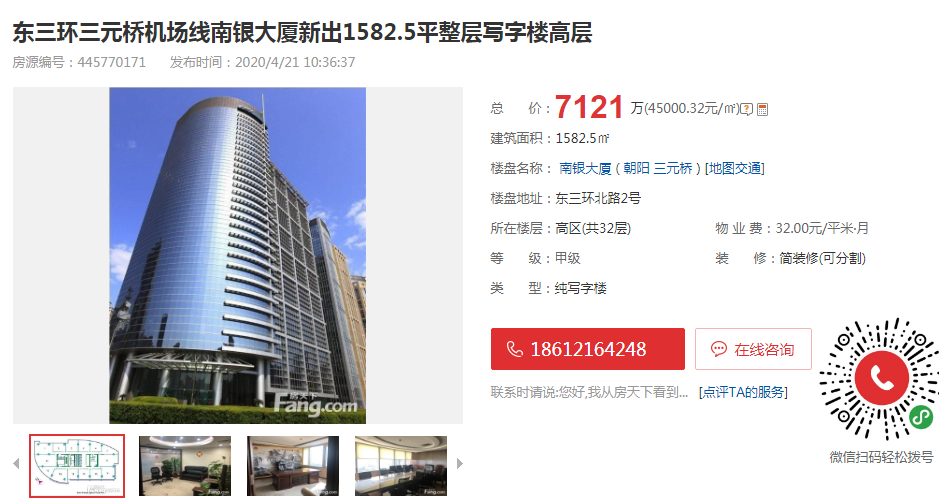 东三环三元桥机场线南银大厦新出1582.5平整层写字楼高层
房源编号：445770171 发布时间：2020/4/21 10:36:37
总 价：7121 万(45000.32元/㎡)
建筑面积：1582.5㎡
楼盘名称： 南银大厦 ( 朝阳 三元桥 ) [地图交通]
楼盘地址：东三环北路2号
所在楼层：高区(共32层) 物 业 费：32.00元/平米·月
等 级：甲级 装 修：简装修(可分割)
类 型：纯写字楼
18612164248 在线咨询
联系时请说:您好,我从房天下看到... [点评TA的服务]
微信扫码轻松拨号
房天下
Fang.com